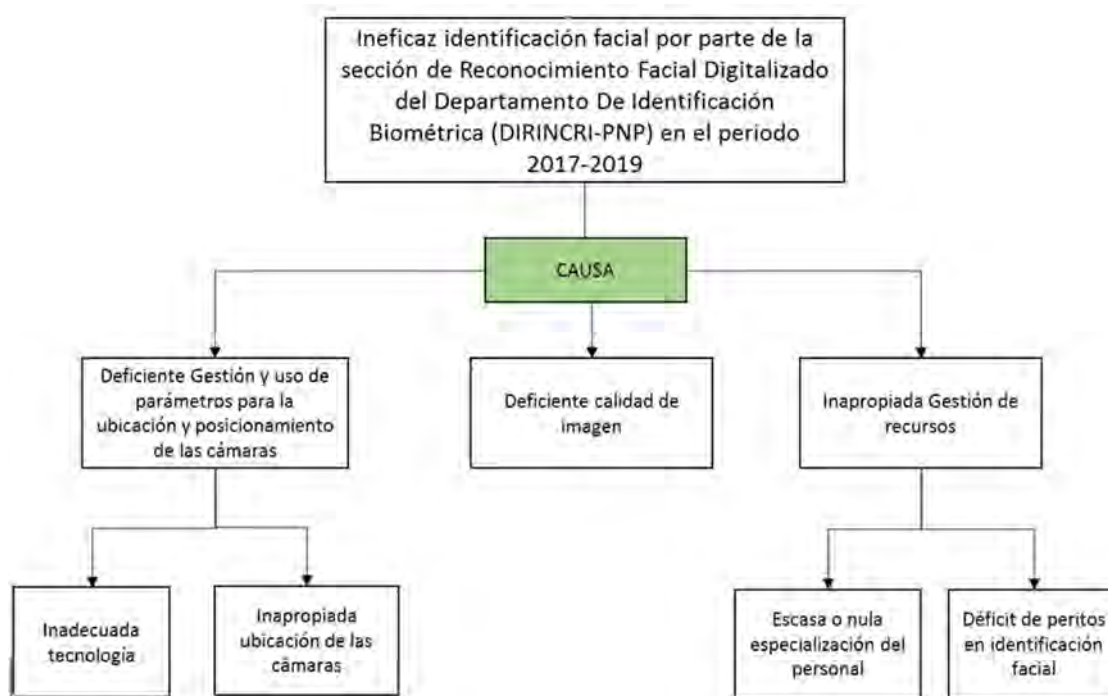 Ineficaz identificación facial por parte de la
sección de Reconocimiento Facial Digitalizado
del Departamento De Identificación
Biométrica (DIRINCRI-PNP) en el periodo
2017-2019
CAUSA
Deficiente Gestión y uso de
parámetros para la
ubicación y posicionamiento
de las cámaras
Deficiente calidad de
imagen
Inapropiada Gestión de
recursos
Inadecuada
tecnología
Inapropiada
ubicación de las
cámaras
Escasa o nula
especialización del
personal
Déficit de peritos
en identificación
facial